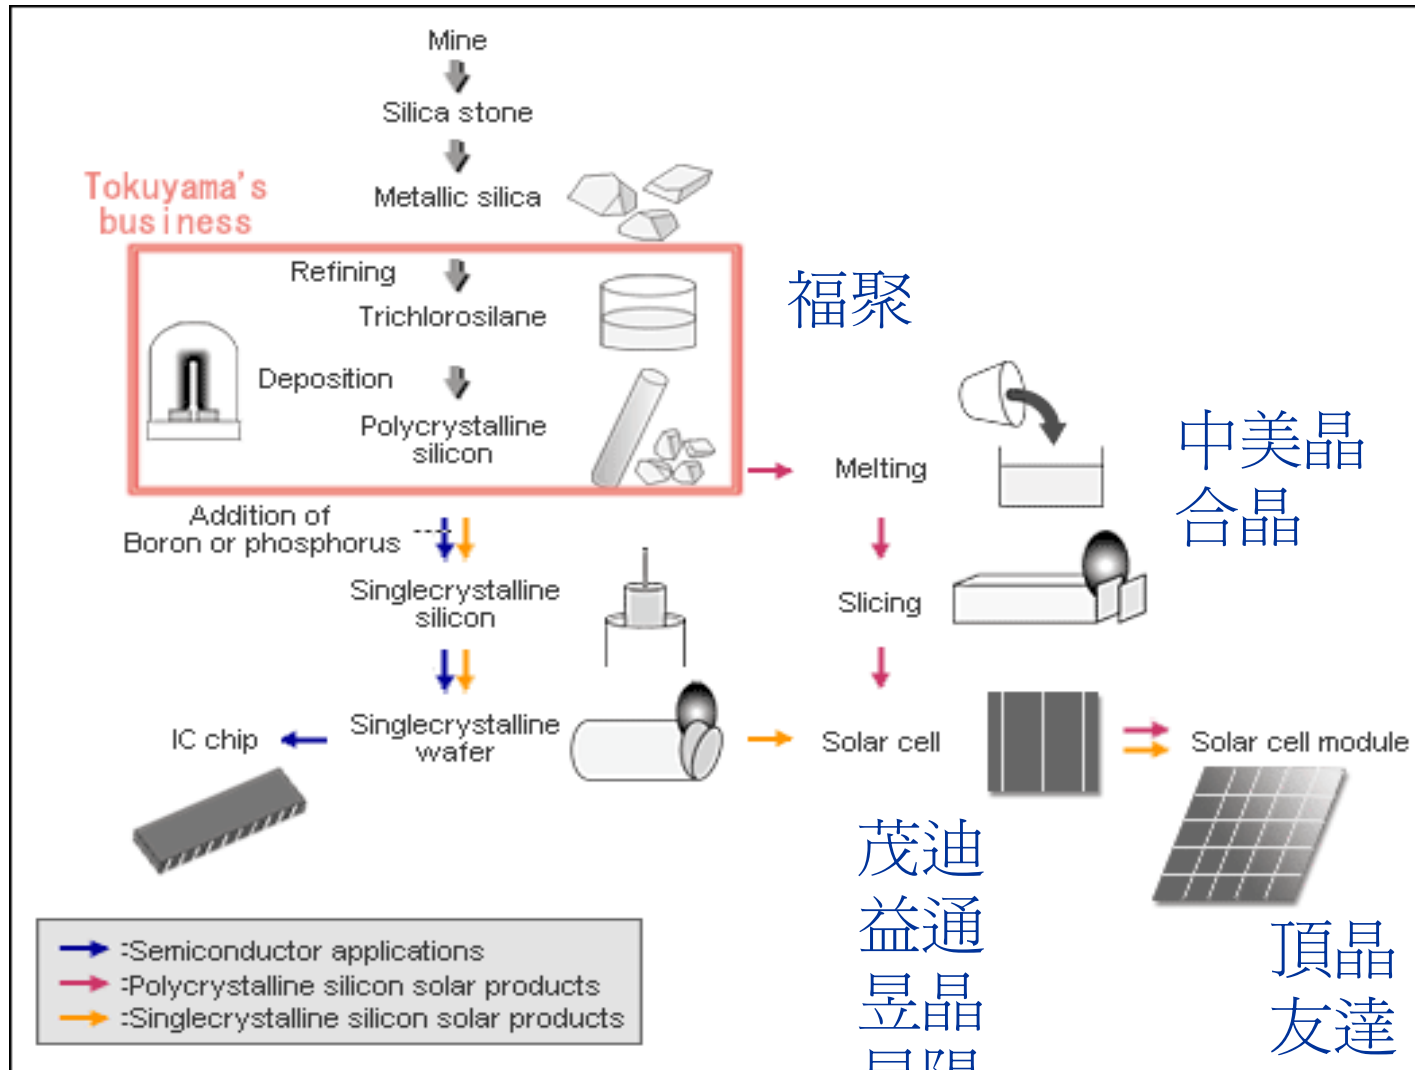 Mine
Silica stone
Metallic silica
Tokuyama's
business
Refining
Trichlorosilane
福聚
Deposition
Polycrystalline
silicon
Melting
中美晶
合晶
Addition of
Boron or phosphorus
Singlecrystalline
silicon
Slicing
IC chip
Singlecrystalline
wafer
Solar cell
Solar cell module
茂迪
益通
昱晶
頂晶
友達
:Semiconductor applications
:Polycrystalline silicon solar products
:Singlecrystalline silicon solar products